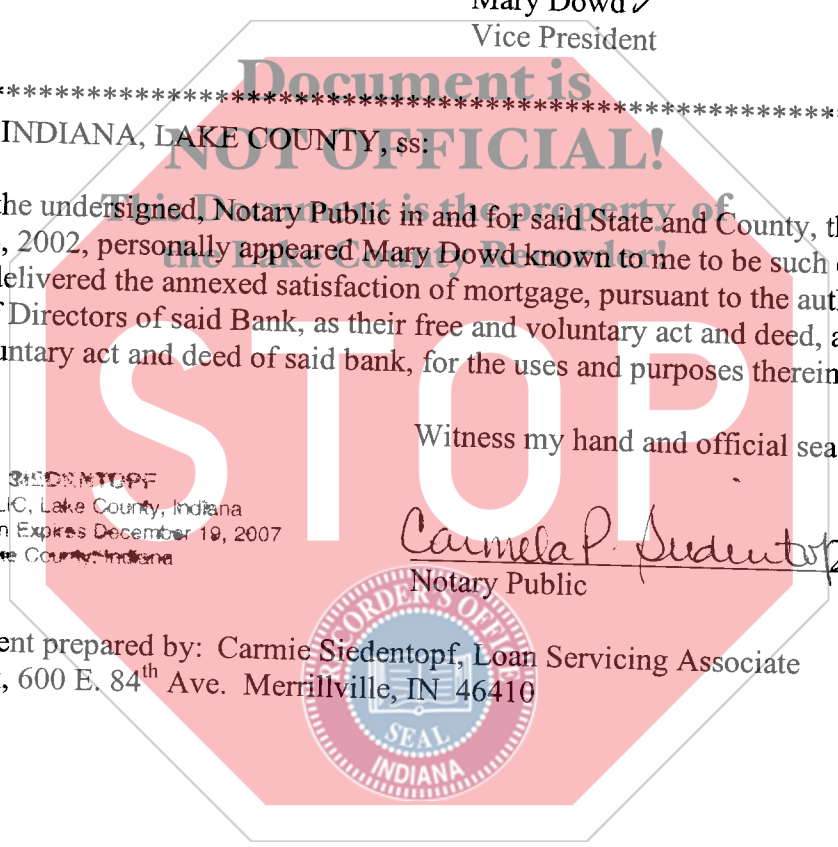 Mary Dowd
Vice President
Document is
****************************************************************
INDIANA, LAKE COUNTY, ss:
NOT OFFICIAL!
the undersigned, Notary Public in and for said State and County,
This Document is the property of
, 2002, personally appeared Mary Dowd known to me to be such
the Lake County Recorder!
delivered the annexed satisfaction of mortgage, pursuant to the
Directors of said Bank, as their free and voluntary act and deed,
untary act and deed of said bank, for the uses and purposes therein
STOP
Witness my hand and official sea
SIEDENTOPF
LIC, Lake County, Indiana
n Expires December 19, 2007
County, Indiana
Carmela P. Siedentop
Notary Public
ent prepared by: Carmie Siedentopf, Loan Servicing Associate
, 600 E. 84th Ave. Merrillville, IN 46410
CORDER'S OFFICE
SEAL
INDIANA